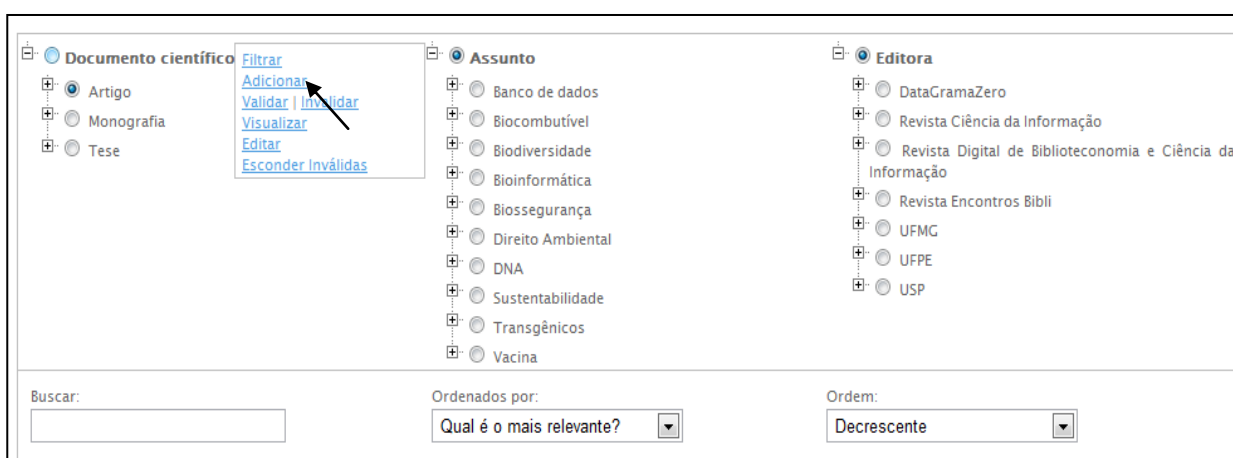 Documento científico
Artigo
Monografia
Tese
Filtrar
Adicionar
Validar | Invalidar
Visualizar
Editar
Esconder Inválidas
Assunto
Banco de dados
Biocombutível
Biodiversidade
Bioinformática
Biossegurança
Direito Ambiental
DNA
Sustentabilidade
Transgênicos
Vacina
Editora
DataGramaZero
Revista Ciência da Informação
Revista Digital de Biblioteconomia e Ciência da
Informação
Revista Encontros Bibli
UFMG
UFPE
USP
Buscar:
Ordenados por:
Qual é o mais relevante?
Ordem:
Decrescente